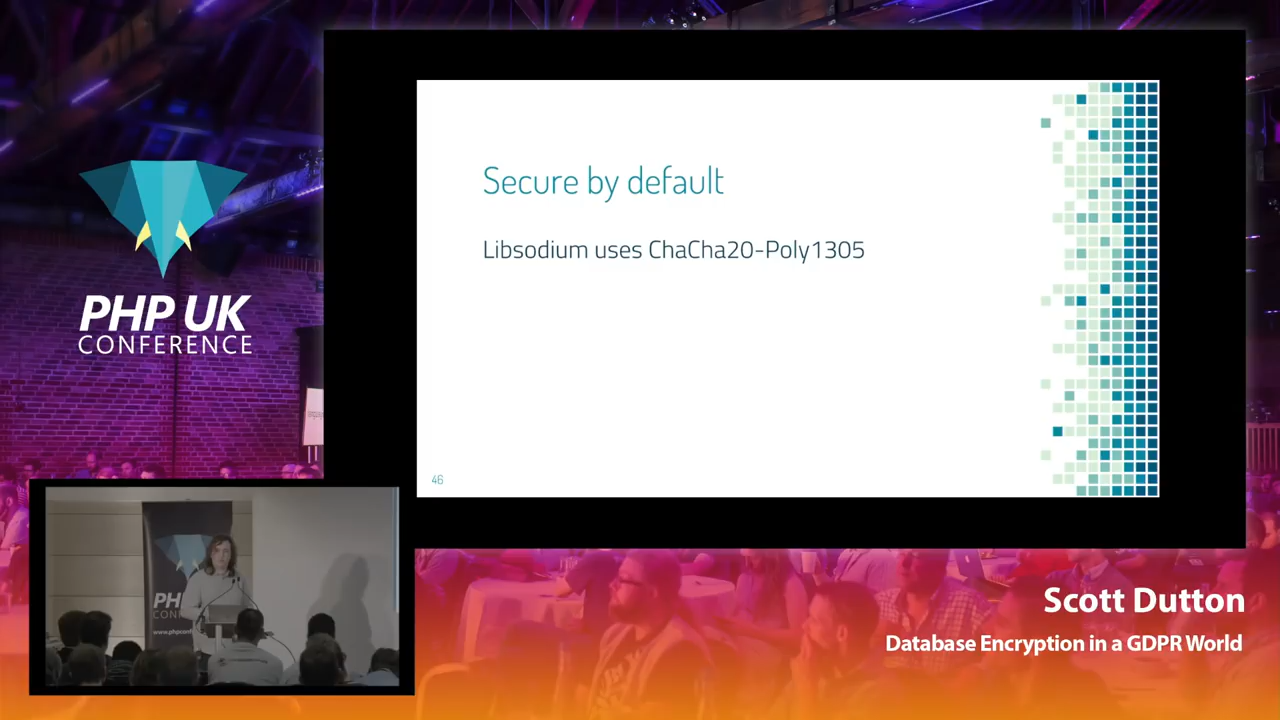 Secure by default
Libsodium uses ChaCha20-Poly1305
46
PHP UK
CONFERENCE
Scott Dutton
Database Encryption in a GDPR World